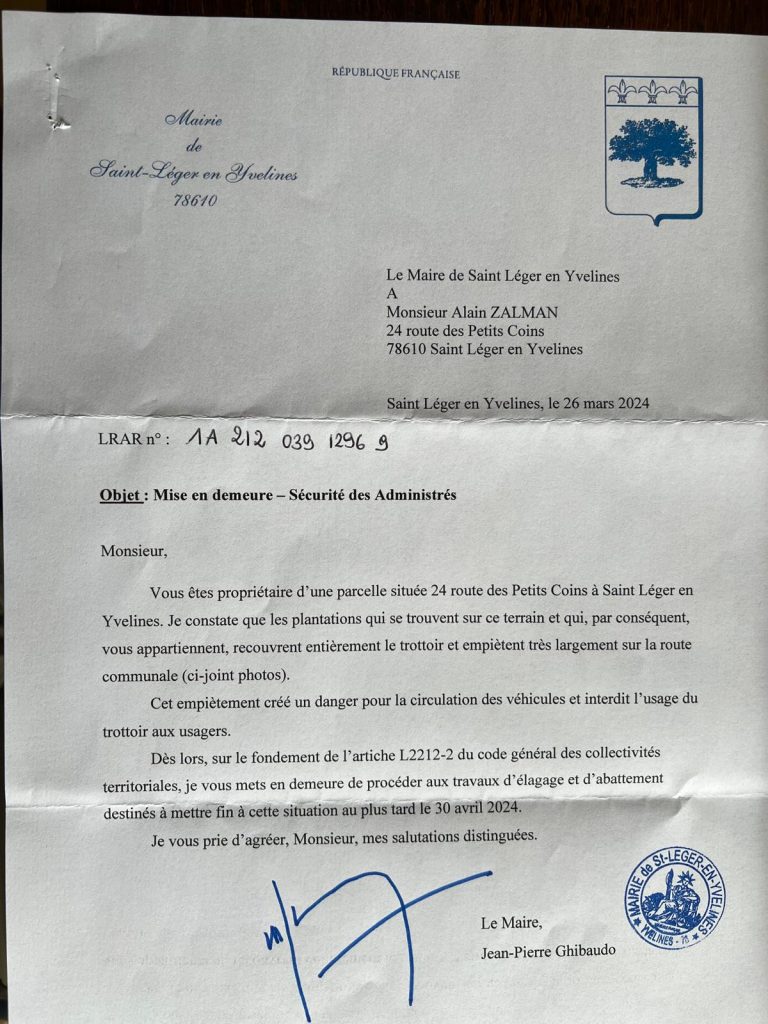 RÉPUBLIQUE FRANÇAISE
Mairie
de
Saint-Léger en Yvelines
78610
Le Maire de Saint Léger en Yvelines
A
Monsieur Alain ZALMAN
24 route des Petits Coins
78610 Saint Léger en Yvelines
Saint Léger en Yvelines, le 26 mars 2024
LRAR n° : 1A 212 039 1296 9
Objet : Mise en demeure – Sécurité des Administrés
Monsieur,
Vous êtes propriétaire d’une parcelle située 24 route des Petits Coins à Saint Léger en
Yvelines. Je constate que les plantations qui se trouvent sur ce terrain et qui, par conséquent,
vous appartiennent, recouvrent entièrement le trottoir et empiètent très largement sur la route
communale (ci-joint photos).
Cet empiètement créé un danger pour la circulation des véhicules et interdit l’usage du
trottoir aux usagers.
Dès lors, sur le fondement de l’artiche L2212-2 du code général des collectivités
territoriales, je vous mets en demeure de procéder aux travaux d’élagage et d’abattement
destinés à mettre fin à cette situation au plus tard le 30 avril 2024.
Je vous prie d’agréer, Monsieur, mes salutations distinguées.
MAIRIE de St-LEGER-EN-YVELINES
YVELINES - 78
Le Maire,
Jean-Pierre Ghibaudo